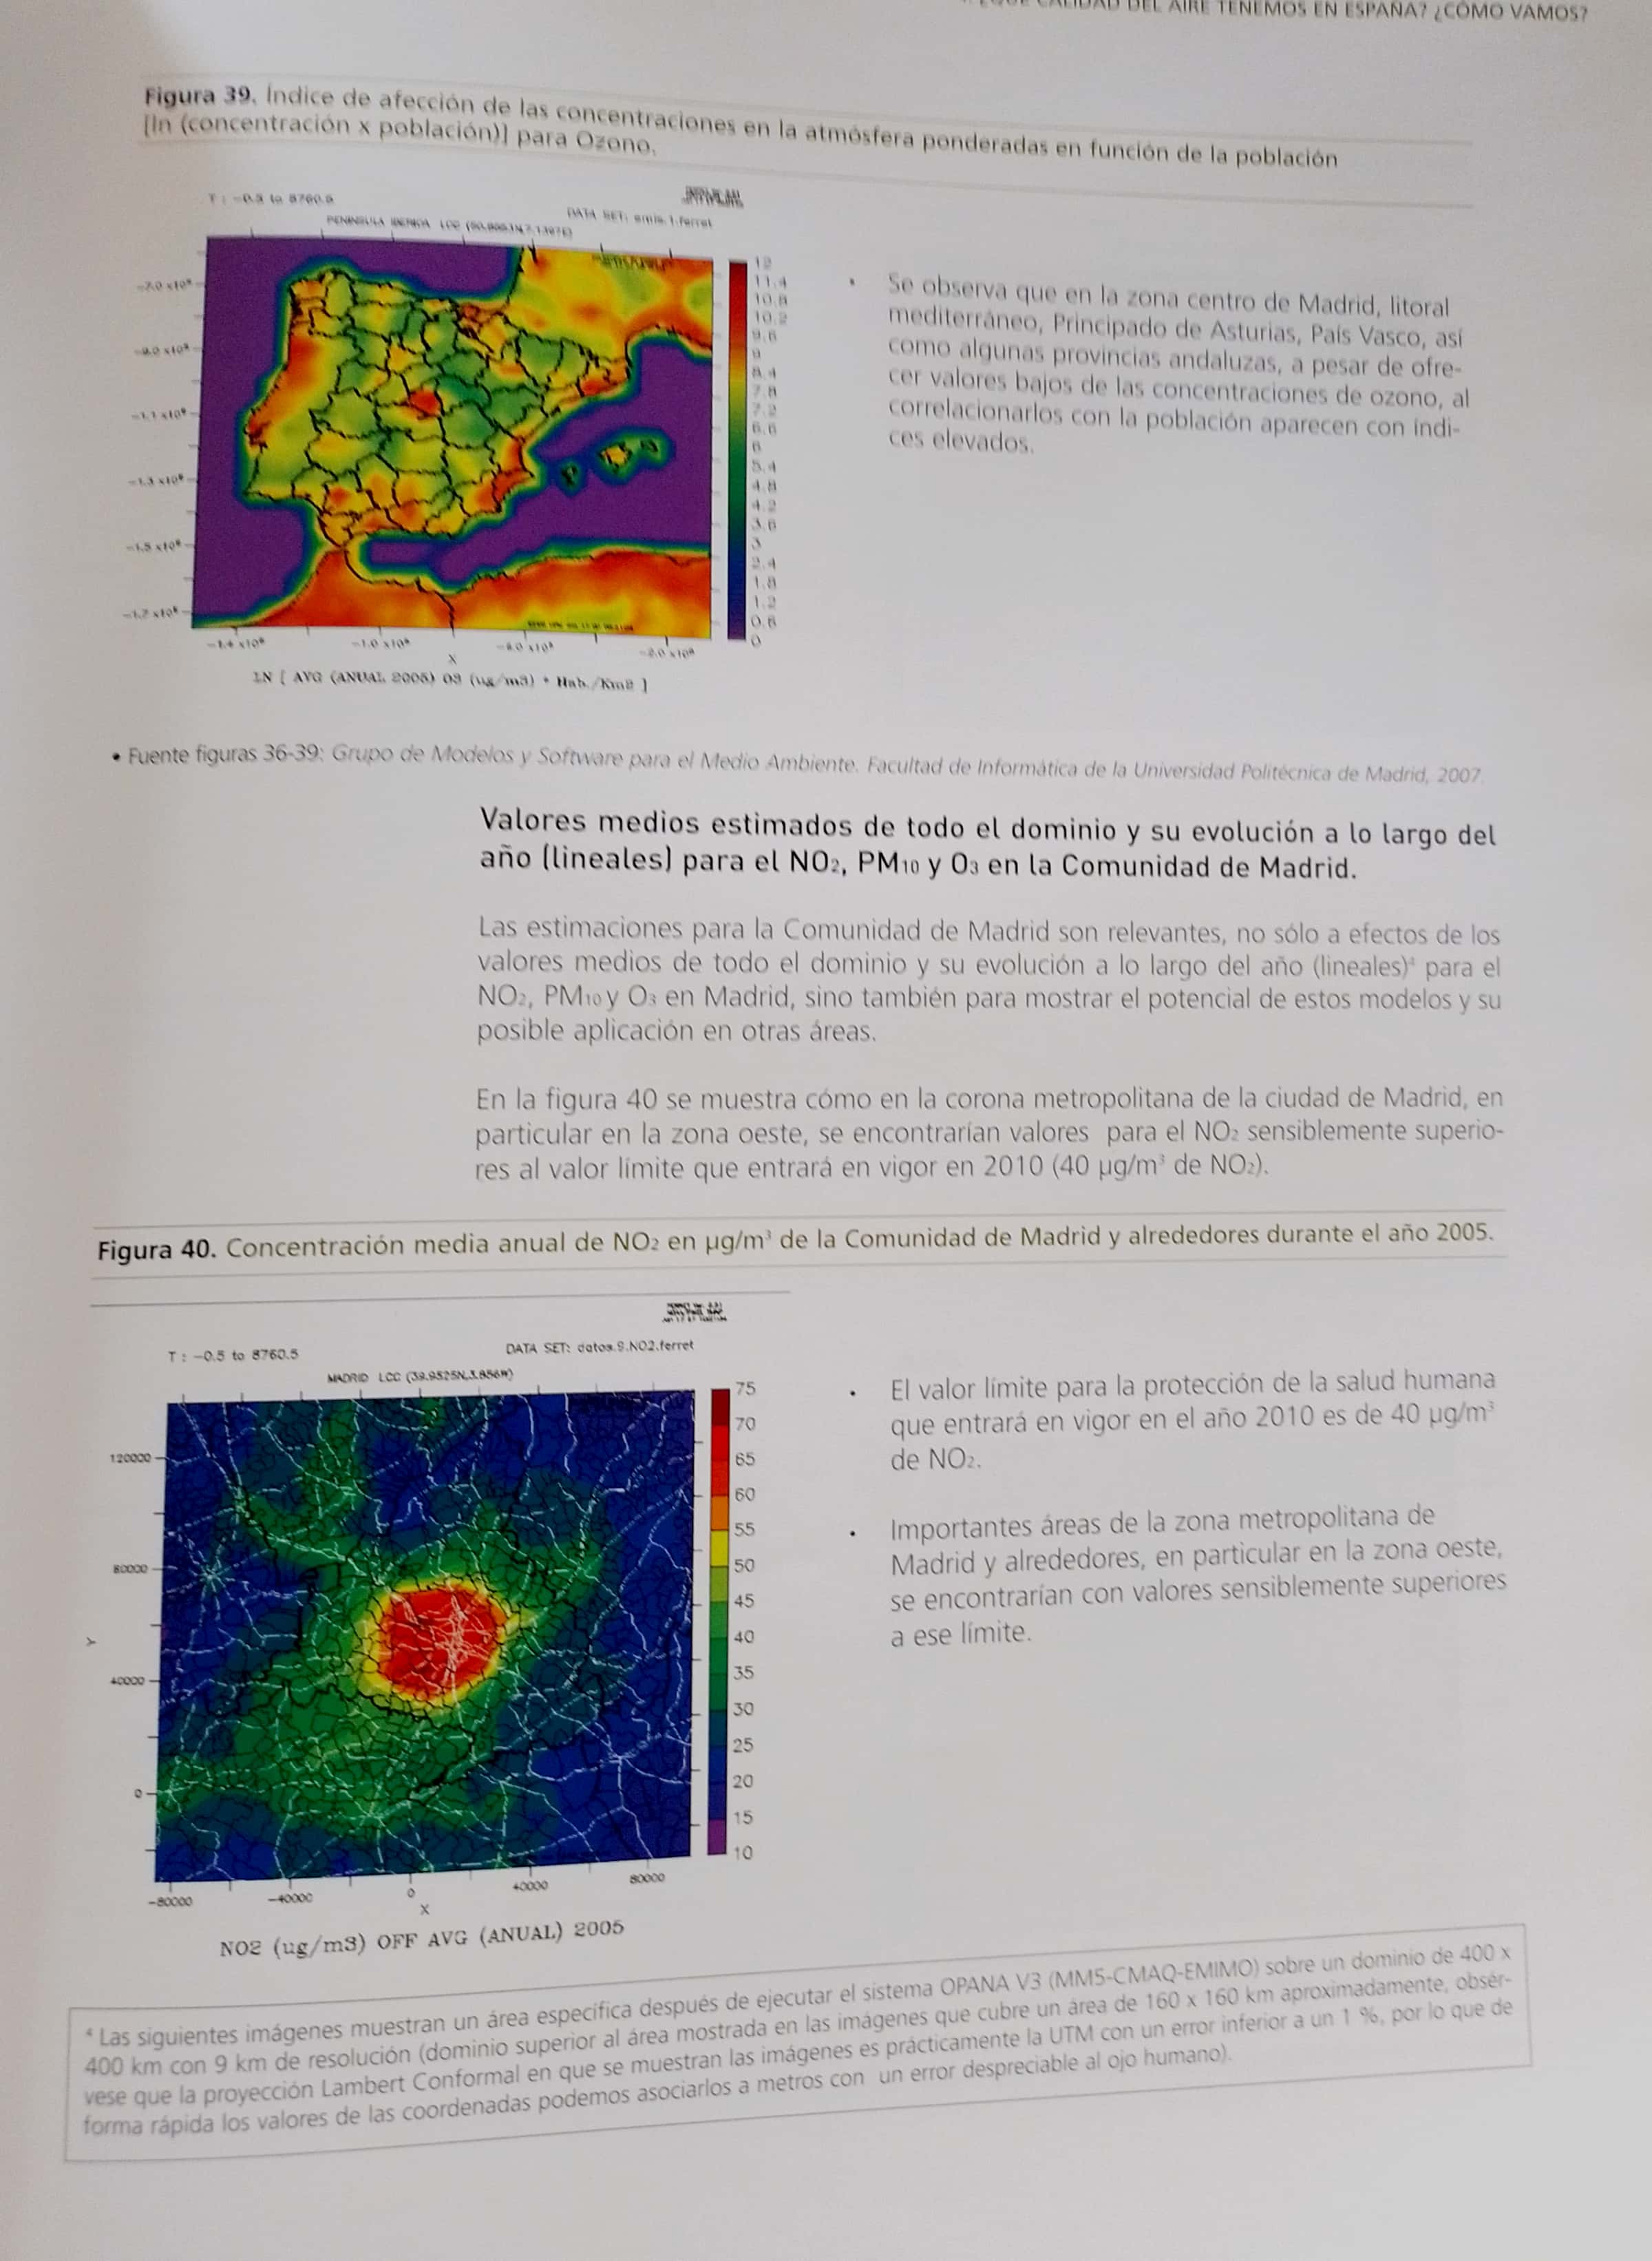 CALIDAD DEL AIRE TENEMOS EN ESPAÑA? ¿CÓMO VAMOS?
Figura 39. Índice de afección de las concentraciones en la atmósfera ponderadas en función de la población
[ln (concentración x población)] para Ozono.
T : -0.5 to 8760.5
DATA SET: emis.1.ferret
PENINSULA IBERICA LCC
12
11.4
10.8
10.2
9.6
9
8.4
7.8
7.2
6.6
6
5.4
4.8
4.2
3.6
3
2.4
1.8
1.2
0.6
0
-7.0 x10⁵
-9.0 x10⁵
-1.1 x10⁶
-1.3 x10⁶
-1.5 x10⁶
-1.7 x10⁶
-1.4 x10⁶
-1.0 x10⁶
-6.0 x10⁵
-2.0 x10⁵
X
LN [ AVG (ANUAL 2005) O3 (ug/m3) * Hab./Km2 ]
• Se observa que en la zona centro de Madrid, litoral
mediterráneo, Principado de Asturias, País Vasco, así
como algunas provincias andaluzas, a pesar de ofre-
cer valores bajos de las concentraciones de ozono, al
correlacionarlos con la población aparecen con índi-
ces elevados.
• Fuente figuras 36-39: Grupo de Modelos y Software para el Medio Ambiente. Facultad de Informática de la Universidad Politécnica de Madrid, 2007.
Valores medios estimados de todo el dominio y su evolución a lo largo del
año (lineales) para el NO₂, PM₁₀ y O₃ en la Comunidad de Madrid.
Las estimaciones para la Comunidad de Madrid son relevantes, no sólo a efectos de los
valores medios de todo el dominio y su evolución a lo largo del año (lineales)⁴ para el
NO₂, PM₁₀ y O₃ en Madrid, sino también para mostrar el potencial de estos modelos y su
posible aplicación en otras áreas.
En la figura 40 se muestra cómo en la corona metropolitana de la ciudad de Madrid, en
particular en la zona oeste, se encontrarían valores para el NO₂ sensiblemente superio-
res al valor límite que entrará en vigor en 2010 (40 µg/m³ de NO₂).
Figura 40. Concentración media anual de NO₂ en µg/m³ de la Comunidad de Madrid y alrededores durante el año 2005.
T : -0.5 to 8760.5
DATA SET: datos.9.NO2.ferret
MADRID LCC (39.9525N,3.856W)
75
70
65
60
55
50
45
40
35
30
25
20
15
10
120000
80000
40000
0
Y
-80000
-40000
0
40000
80000
X
NO2 (ug/m3) OFF AVG (ANUAL) 2005
• El valor límite para la protección de la salud humana
que entrará en vigor en el año 2010 es de 40 µg/m³
de NO₂.
• Importantes áreas de la zona metropolitana de
Madrid y alrededores, en particular en la zona oeste,
se encontrarían con valores sensiblemente superiores
a ese límite.
⁴ Las siguientes imágenes muestran un área específica después de ejecutar el sistema OPANA V3 (MM5-CMAQ-EMIMO) sobre un dominio de 400 x
400 km con 9 km de resolución (dominio superior al área mostrada en las imágenes que cubre un área de 160 x 160 km aproximadamente, obsér-
vese que la proyección Lambert Conformal en que se muestran las imágenes es prácticamente la UTM con un error inferior a un 1 %, por lo que de
forma rápida los valores de las coordenadas podemos asociarlos a metros con un error despreciable al ojo humano).